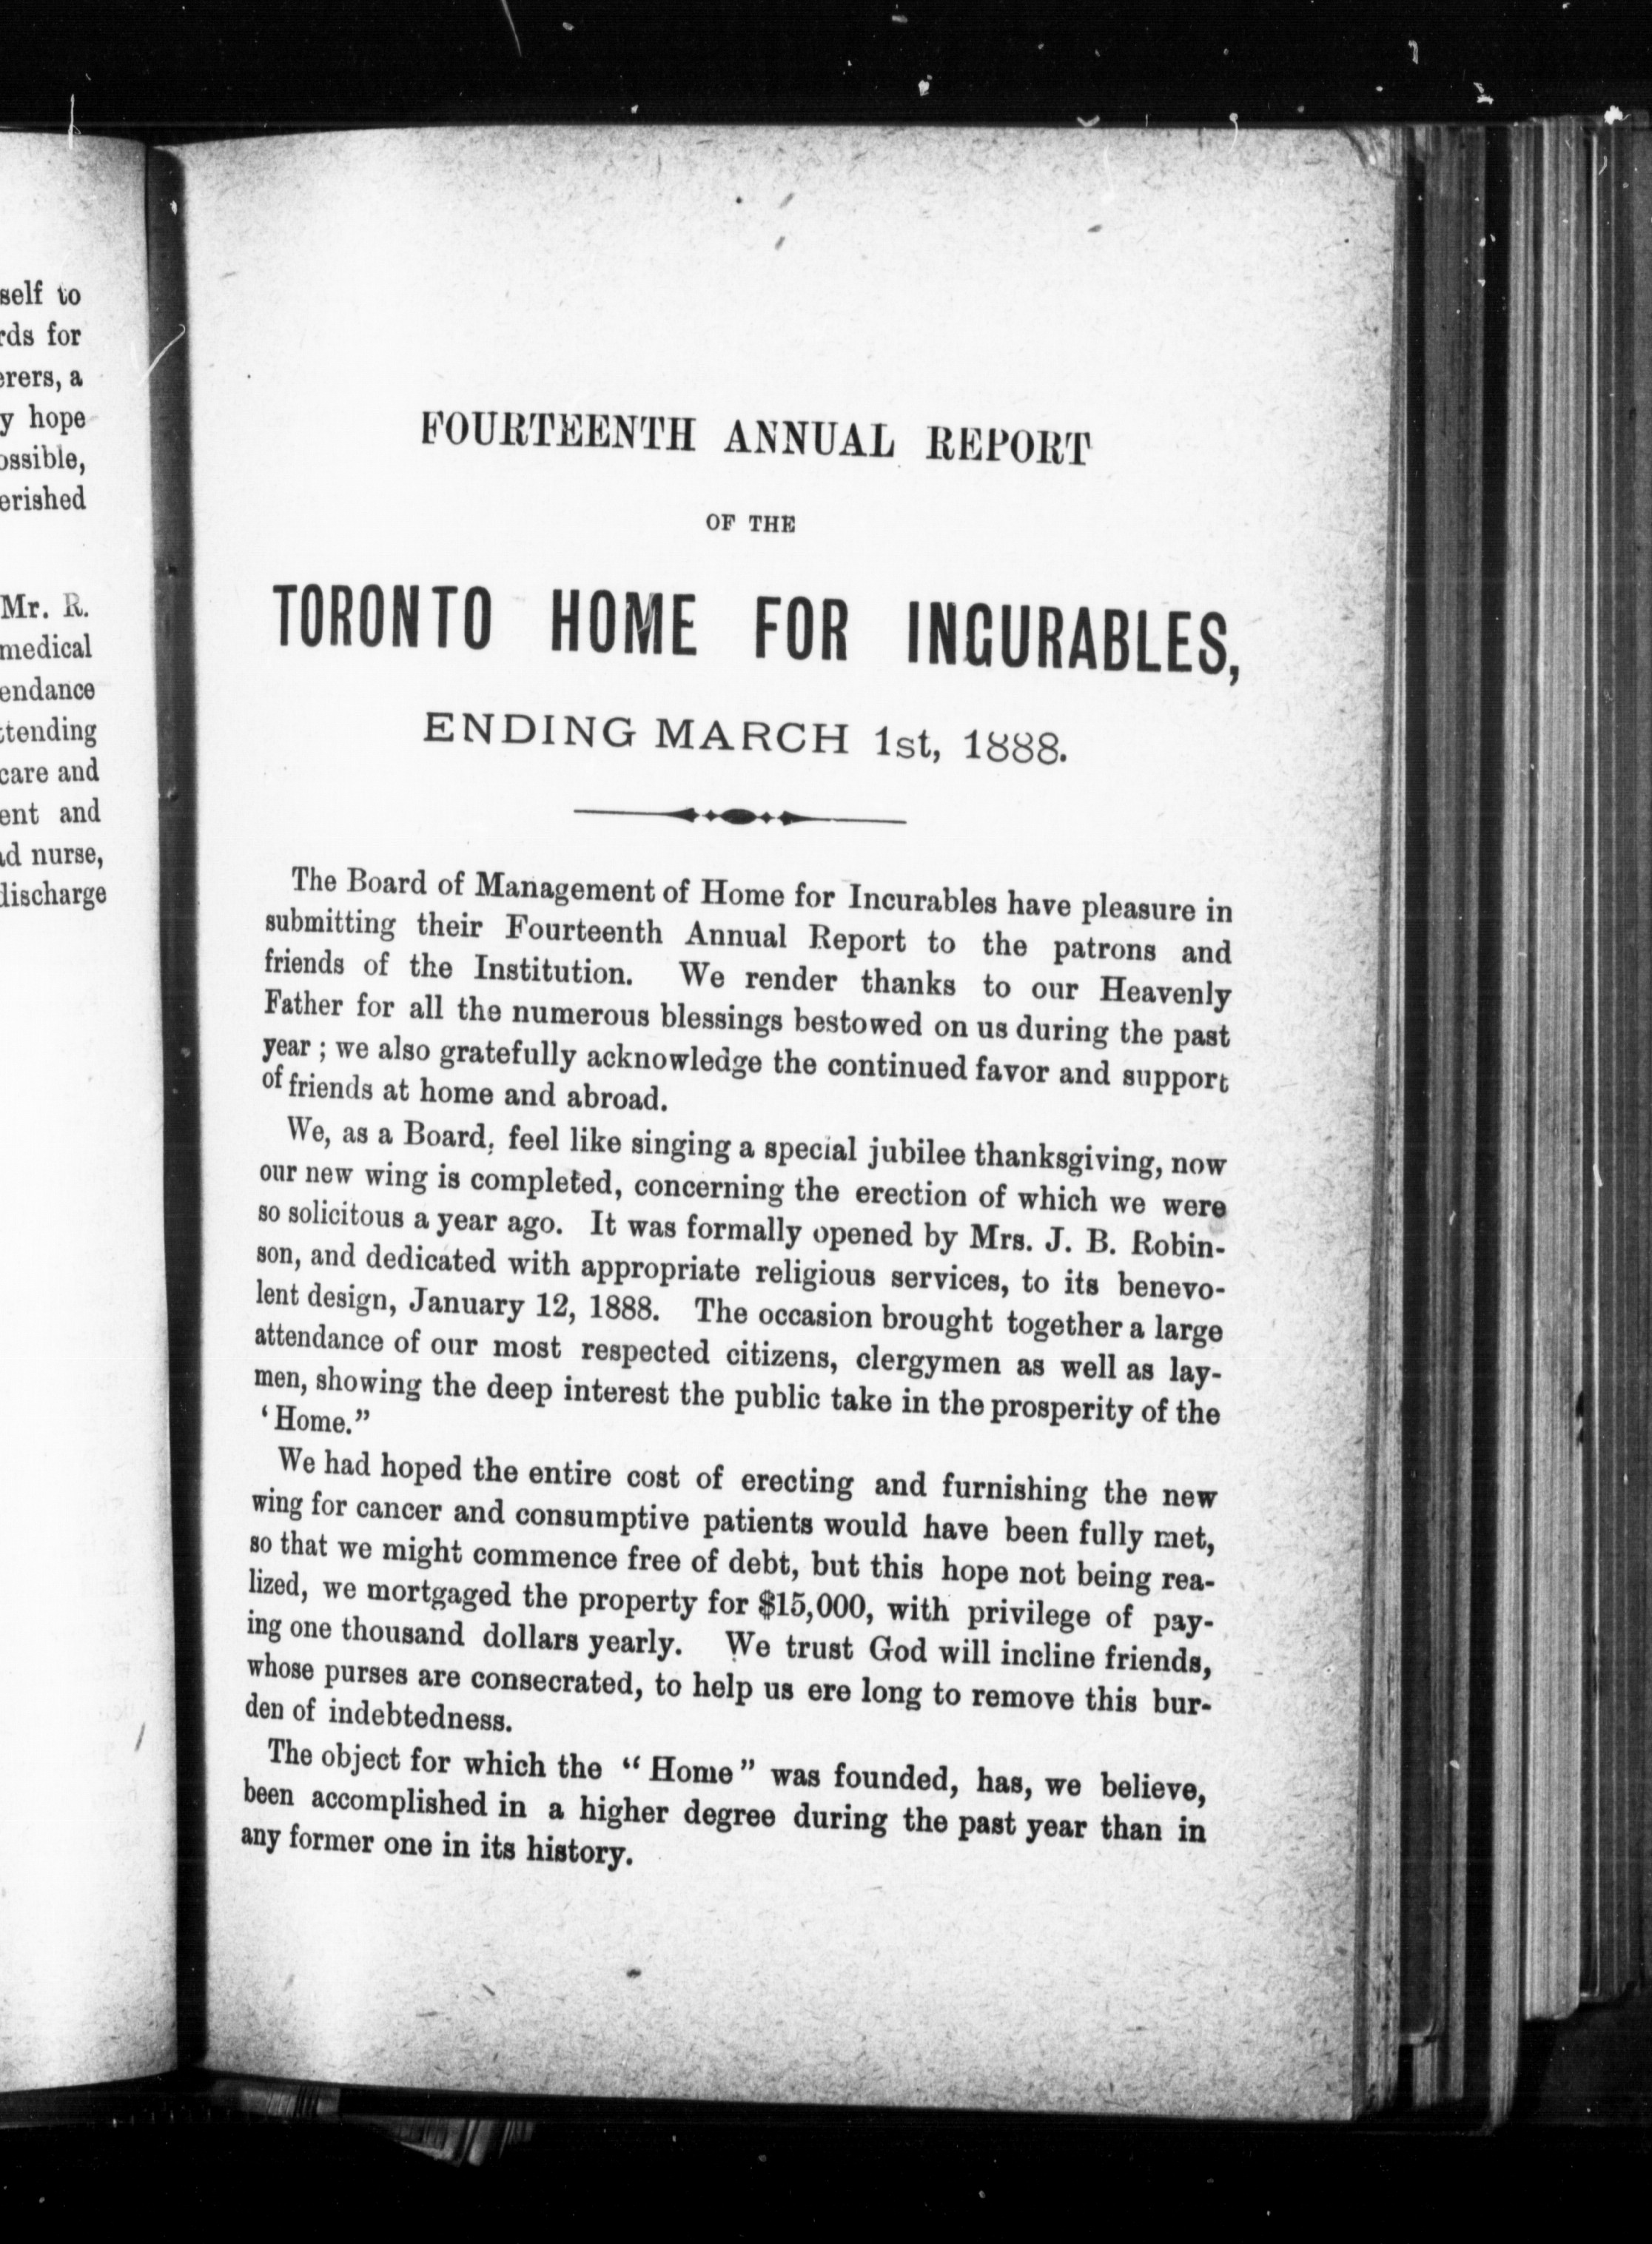 self to
rds for
erers, a
y hope
ossible,
erished
Mr. R.
medical
endance
ttending
care and
ent and
ad nurse,
discharge
FOURTEENTH ANNUAL REPORT
OF THE
TORONTO HOME FOR INCURABLES,
ENDING MARCH 1st, 1888.
The Board of Management of Home for Incurables have pleasure in
submitting their Fourteenth Annual Report to the patrons and
friends of the Institution. We render thanks to our Heavenly
Father for all the numerous blessings bestowed on us during the past
year ; we also gratefully acknowledge the continued favor and support
of friends at home and abroad.
We, as a Board, feel like singing a special jubilee thanksgiving, now
our new wing is completed, concerning the erection of which we were
so solicitous a year ago. It was formally opened by Mrs. J. B. Robin-
son, and dedicated with appropriate religious services, to its benevo-
lent design, January 12, 1888. The occasion brought together a large
attendance of our most respected citizens, clergymen as well as lay-
men, showing the deep interest the public take in the prosperity of the
‘ Home.”
We had hoped the entire cost of erecting and furnishing the new
wing for cancer and consumptive patients would have been fully met,
so that we might commence free of debt, but this hope not being rea-
lized, we mortgaged the property for $15,000, with privilege of pay-
ing one thousand dollars yearly. We trust God will incline friends,
whose purses are consecrated, to help us ere long to remove this bur-
den of indebtedness.
The object for which the “ Home ” was founded, has, we believe,
been accomplished in a higher degree during the past year than in
any former one in its history.